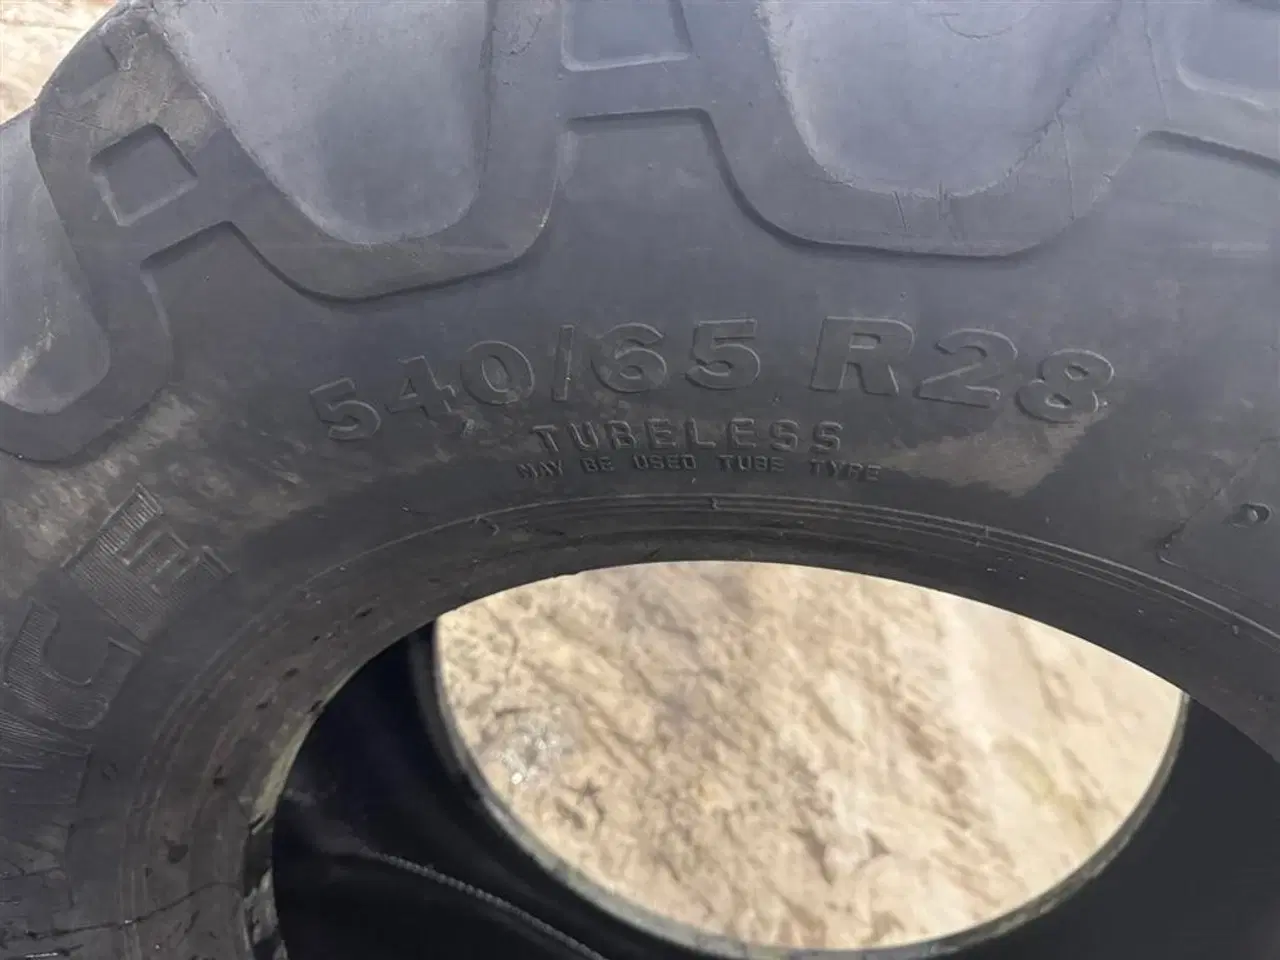 540/65 R28
TUBELESS
MAY BE USED TUBE TYPE